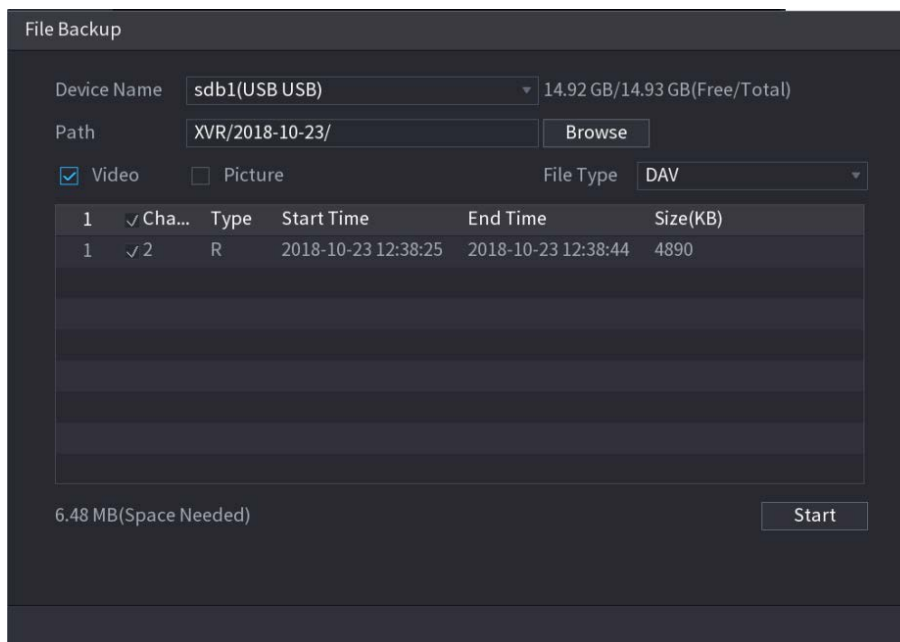 File Backup
Device Name sdb1(USB USB) 14.92 GB/14.93 GB(Free/Total)
Path XVR/2018-10-23/ Browse
Video Picture File Type DAV
1 Cha... Type Start Time End Time Size(KB)
1 2 R 2018-10-23 12:38:25 2018-10-23 12:38:44 4890
6.48 MB(Space Needed) Start